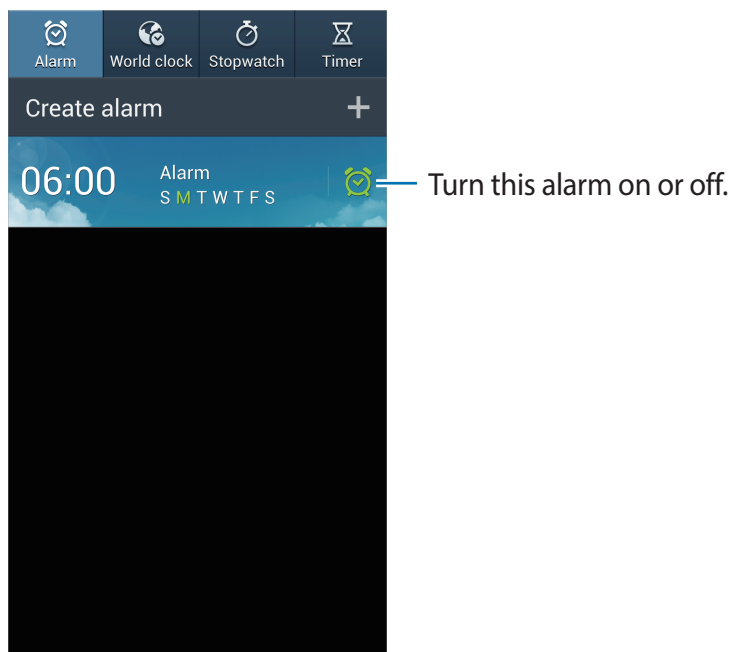 Alarm World clock Stopwatch Timer
Create alarm +
06:00 Alarm
S M T W T F S
Turn this alarm on or off.